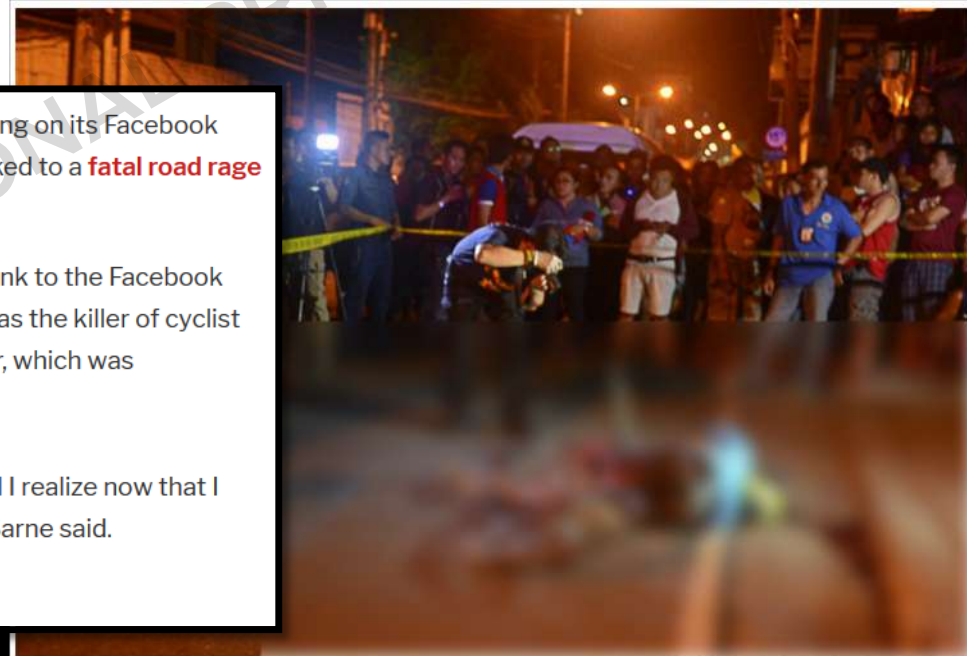 ng on its Facebook
ked to a fatal road rage
nk to the Facebook
as the killer of cyclist
r, which was
l I realize now that I
arne said.